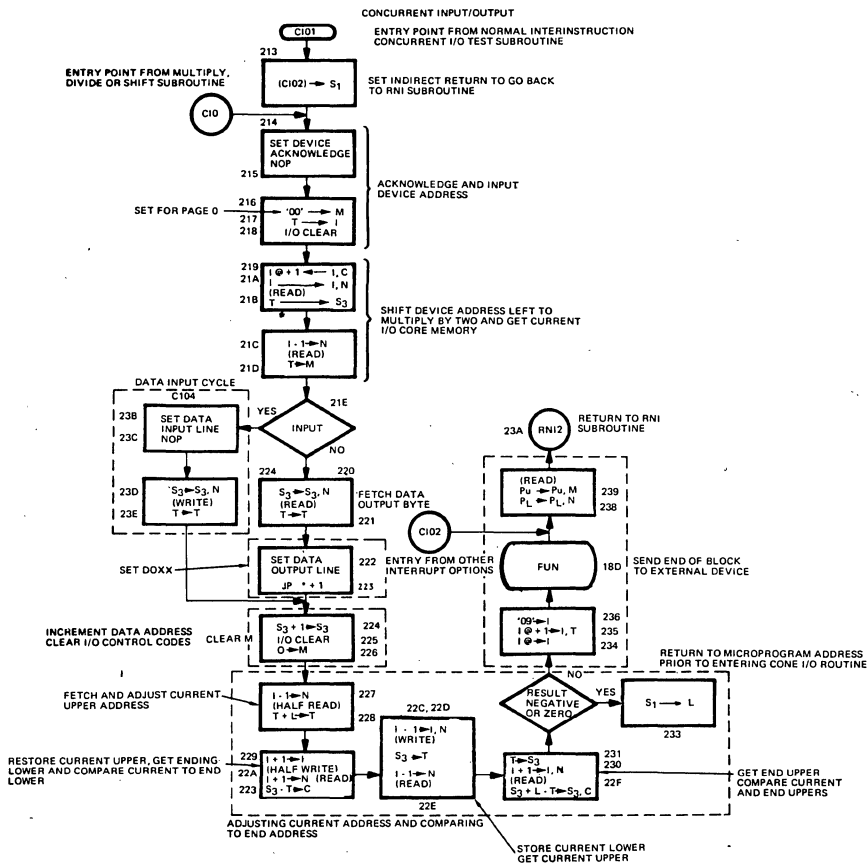 CONCURRENT INPUT/OUTPUT
CI01
ENTRY POINT FROM NORMAL INTERINSTRUCTION
CONCURRENT I/O TEST SUBROUTINE
213
(CI02) → S1
SET INDIRECT RETURN TO GO BACK
TO RNI SUBROUTINE
ENTRY POINT FROM MULTIPLY,
DIVIDE OR SHIFT SUBROUTINE
CI0
214
SET DEVICE
ACKNOWLEDGE
NOP
215
ACKNOWLEDGE AND INPUT
DEVICE ADDRESS
SET FOR PAGE 0
216
217
218
'00' → M
T → I
I/O CLEAR
219
21A
21B
I @ + 1 ← I, C
I → I, N
(READ)
T → S3
SHIFT DEVICE ADDRESS LEFT TO
MULTIPLY BY TWO AND GET CURRENT
I/O CORE MEMORY
21C
21D
I - 1→N
(READ)
T→M
DATA INPUT CYCLE
C104
21E
YES
INPUT
NO
23B
23C
SET DATA
INPUT LINE
NOP
23D
23E
S3→S3, N
(WRITE)
T→T
224
220
S3→S3, N
(READ)
T→T
221
FETCH DATA
OUTPUT BYTE
SET DOXX
SET DATA
OUTPUT LINE
JP * + 1
222
223
ENTRY FROM OTHER
INTERRUPT OPTIONS
CI02
23A
RNI2
RETURN TO RNI
SUBROUTINE
(READ)
Pu → Pu, M
PL → PL, N
239
238
FUN
18D
SEND END OF BLOCK
TO EXTERNAL DEVICE
'09'→I
I @ + 1→I, T
I @→I
236
235
234
INCREMENT DATA ADDRESS
CLEAR I/O CONTROL CODES
CLEAR M
S3 + 1→S3
I/O CLEAR
O→M
224
225
226
RETURN TO MICROPROGRAM ADDRESS
PRIOR TO ENTERING CONE I/O ROUTINE
FETCH AND ADJUST CURRENT
UPPER ADDRESS
I - 1→N
(HALF READ)
T + L→T
227
228
NO
RESULT
NEGATIVE
OR ZERO
YES
S1 → L
233
RESTORE CURRENT UPPER, GET ENDING
LOWER AND COMPARE CURRENT TO END
LOWER
229
22A
223
I + 1→I
(HALF WRITE)
I + 1→N (READ)
S3 - T→C
22C, 22D
I - 1→I, N
(WRITE)
S3 → T
I - 1→N
(READ)
22E
T→S3
I + 1→I, N
(READ)
S3 + L - T→S3, C
231
230
22F
GET END UPPER
COMPARE CURRENT
AND END UPPERS
ADJUSTING CURRENT ADDRESS AND COMPARING
TO END ADDRESS
STORE CURRENT LOWER
GET CURRENT UPPER